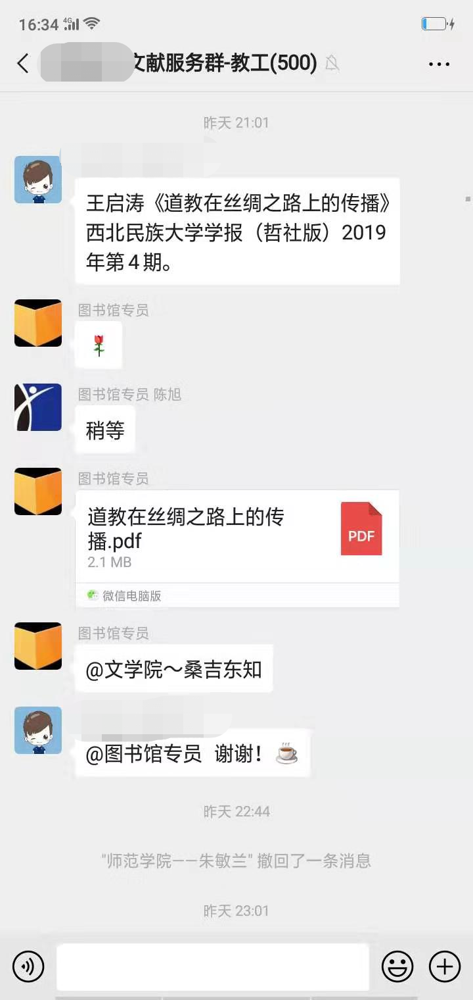 16:34 4G
文献服务群-教工(500)
昨天 21:01
王启涛《道教在丝绸之路上的传播》
西北民族大学学报（哲社版）2019
年第4期。
图书馆专员
图书馆专员 陈旭
稍等
图书馆专员
道教在丝绸之路上的传
播.pdf
2.1 MB
PDF
微信电脑版
图书馆专员
@文学院～桑吉东知
@图书馆专员 谢谢！
昨天 22:44
"师范学院——朱敏兰" 撤回了一条消息
昨天 23:01